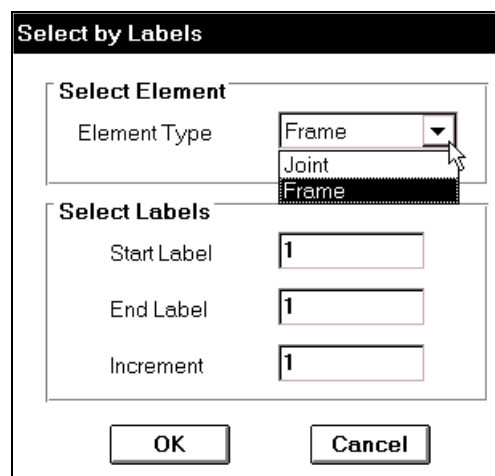 Select by Labels
Select Element
Element Type Frame
Joint
Frame
Select Labels
Start Label 1
End Label 1
Increment 1
OK Cancel